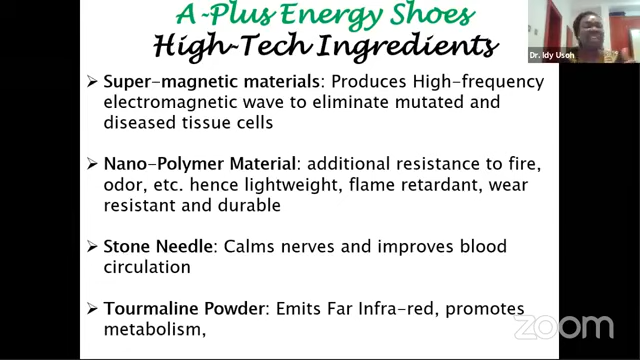 A-Plus Energy Shoes
High-Tech Ingredients
Dr. Idy Usoh
➢ Super-magnetic materials: Produces High-frequency
electromagnetic wave to eliminate mutated and
diseased tissue cells
➢ Nano-Polymer Material: additional resistance to fire,
odor, etc. hence lightweight, flame retardant, wear
resistant and durable
➢ Stone Needle: Calms nerves and improves blood
circulation
➢ Tourmaline Powder: Emits Far Infra-red, promotes
metabolism,
zoom